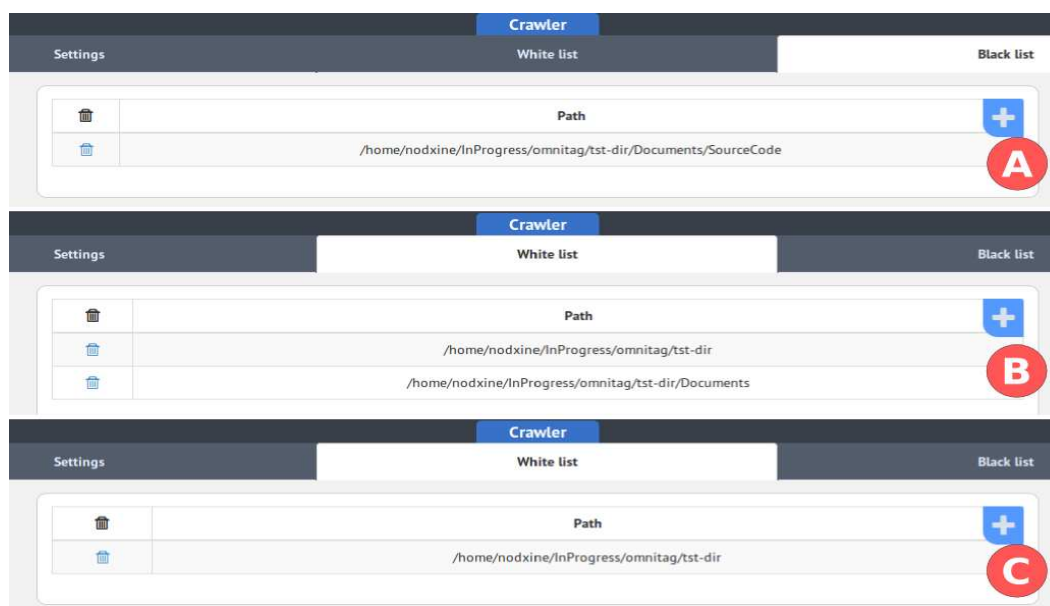 Crawler
Settings White list Black list
Path
/home/nodxine/InProgress/omnitag/tst-dir/Documents/SourceCode
A
Crawler
Settings White list Black list
Path
/home/nodxine/InProgress/omnitag/tst-dir
/home/nodxine/InProgress/omnitag/tst-dir/Documents
B
Crawler
Settings White list Black list
Path
/home/nodxine/InProgress/omnitag/tst-dir
C